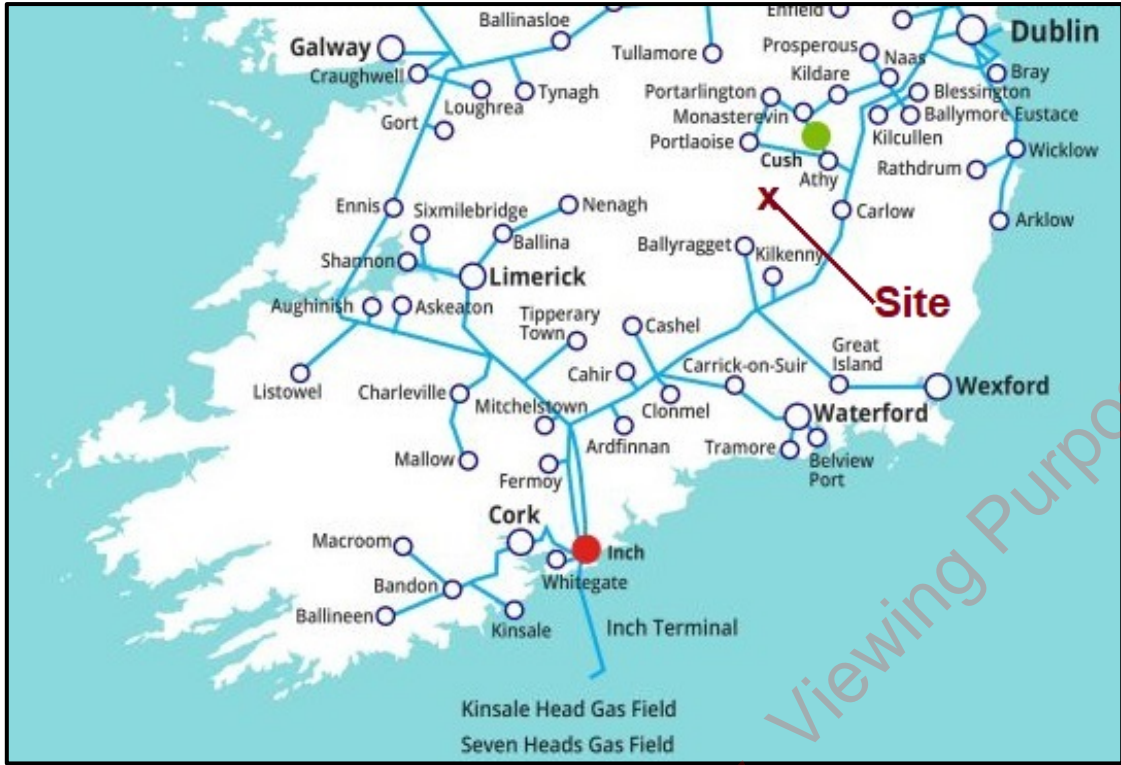 Ballinasloe
Enfield
Galway
Dublin
Tullamore
Prosperous
Naas
Craughwell
Kildare
Bray
Loughrea
Tynagh
Portarlington
Blessington
Gort
Monasterevin
Ballymore Eustace
Portlaoise
Kilcullen
Wicklow
Cush
Athy
Rathdrum
x
Ennis
Sixmilebridge
Nenagh
Carlow
Arklow
Ballina
Ballyragget
Kilkenny
Shannon
Limerick
Site
Aughinish
Askeaton
Tipperary
Town
Cashel
Great
Island
Listowel
Charleville
Cahir
Carrick-on-Suir
Wexford
Mitchelstown
Clonmel
Waterford
Ardfinnan
Tramore
Belview
Port
Mallow
Fermoy
Cork
Macroom
Inch
Whitegate
Bandon
Ballineen
Kinsale
Inch Terminal
Kinsale Head Gas Field
Seven Heads Gas Field
Viewing